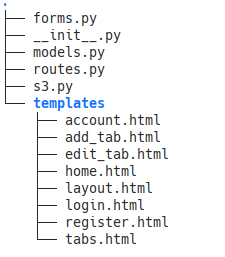 .
├── forms.py
├── __init__.py
├── models.py
├── routes.py
├── s3.py
└── templates
    ├── account.html
    ├── add_tab.html
    ├── edit_tab.html
    ├── home.html
    ├── layout.html
    ├── login.html
    ├── register.html
    └── tabs.html